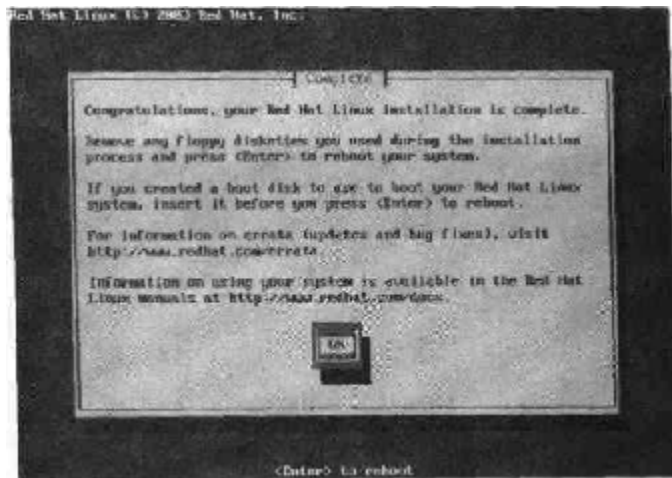 Red Hat Linux (C) 2003 Red Hat, Inc.
Complete
Congratulations, your Red Hat Linux installation is complete.
Remove any floppy diskettes you used during the installation
process and press <Enter> to reboot your system.
If you created a boot disk to use to boot your Red Hat Linux
system, insert it before you press <Enter> to reboot.
For information on errata (updates and bug fixes), visit
http://www.redhat.com/errata.
Information on using your system is available in the Red Hat
Linux manuals at http://www.redhat.com/docs.
OK
<Enter> to reboot